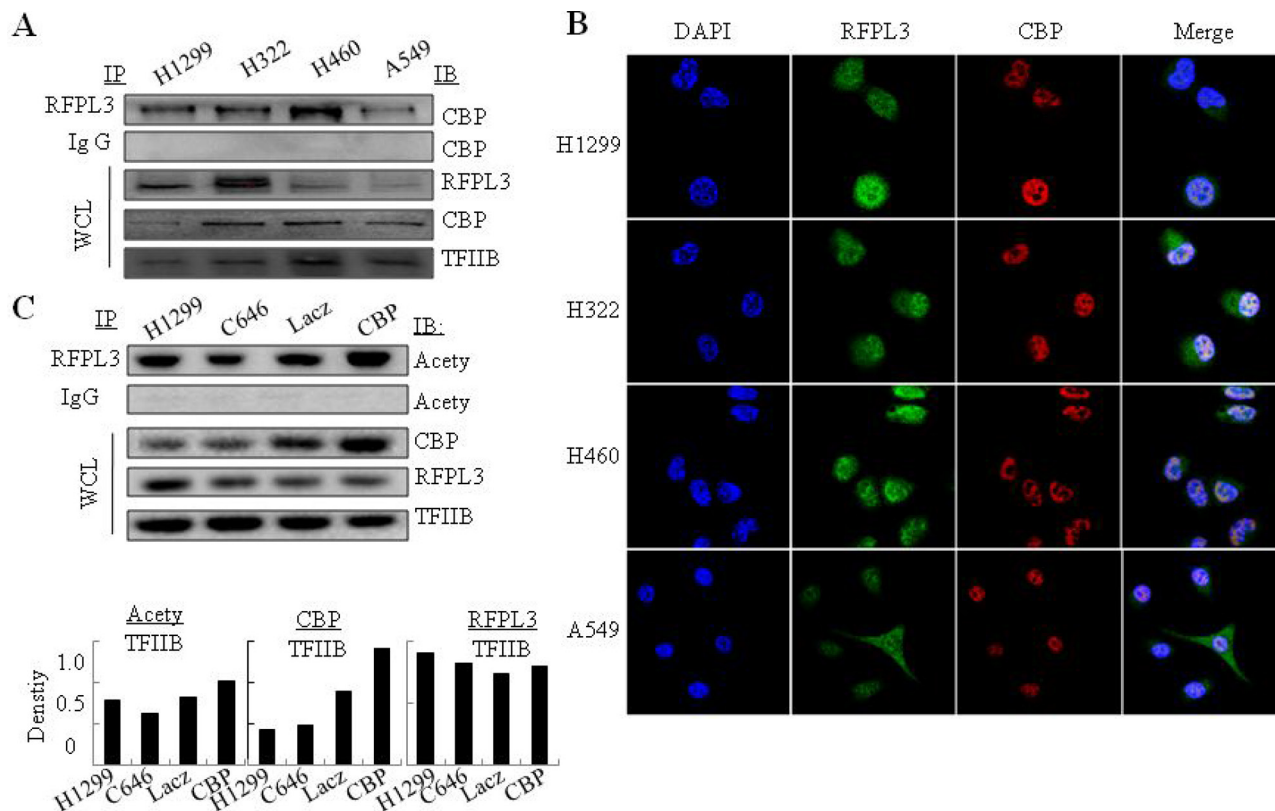 A
H1299 H322 H460 A549
IP IB
RFPL3 CBP
Ig G CBP
WCL
RFPL3
CBP
TFIIB
B
DAPI RFPL3 CBP Merge
H1299
H322
H460
A549
C
H1299 C646 Lacz CBP
IP IB:
RFPL3 Acety
IgG Acety
WCL
CBP
RFPL3
TFIIB
Acety CBP RFPL3
TFIIB TFIIB TFIIB
Denstiy
1.0
0.5
0
H1299 C646 Lacz CBP H1299 C646 Lacz CBP H1299 C646 Lacz CBP